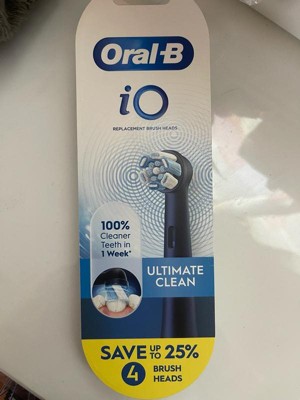 Oral-B
iO
REPLACEMENT BRUSH HEADS
100%
Cleaner
Teeth in
1 Week*
ULTIMATE
CLEAN
SAVE UP TO 25%
4 BRUSH
HEADS